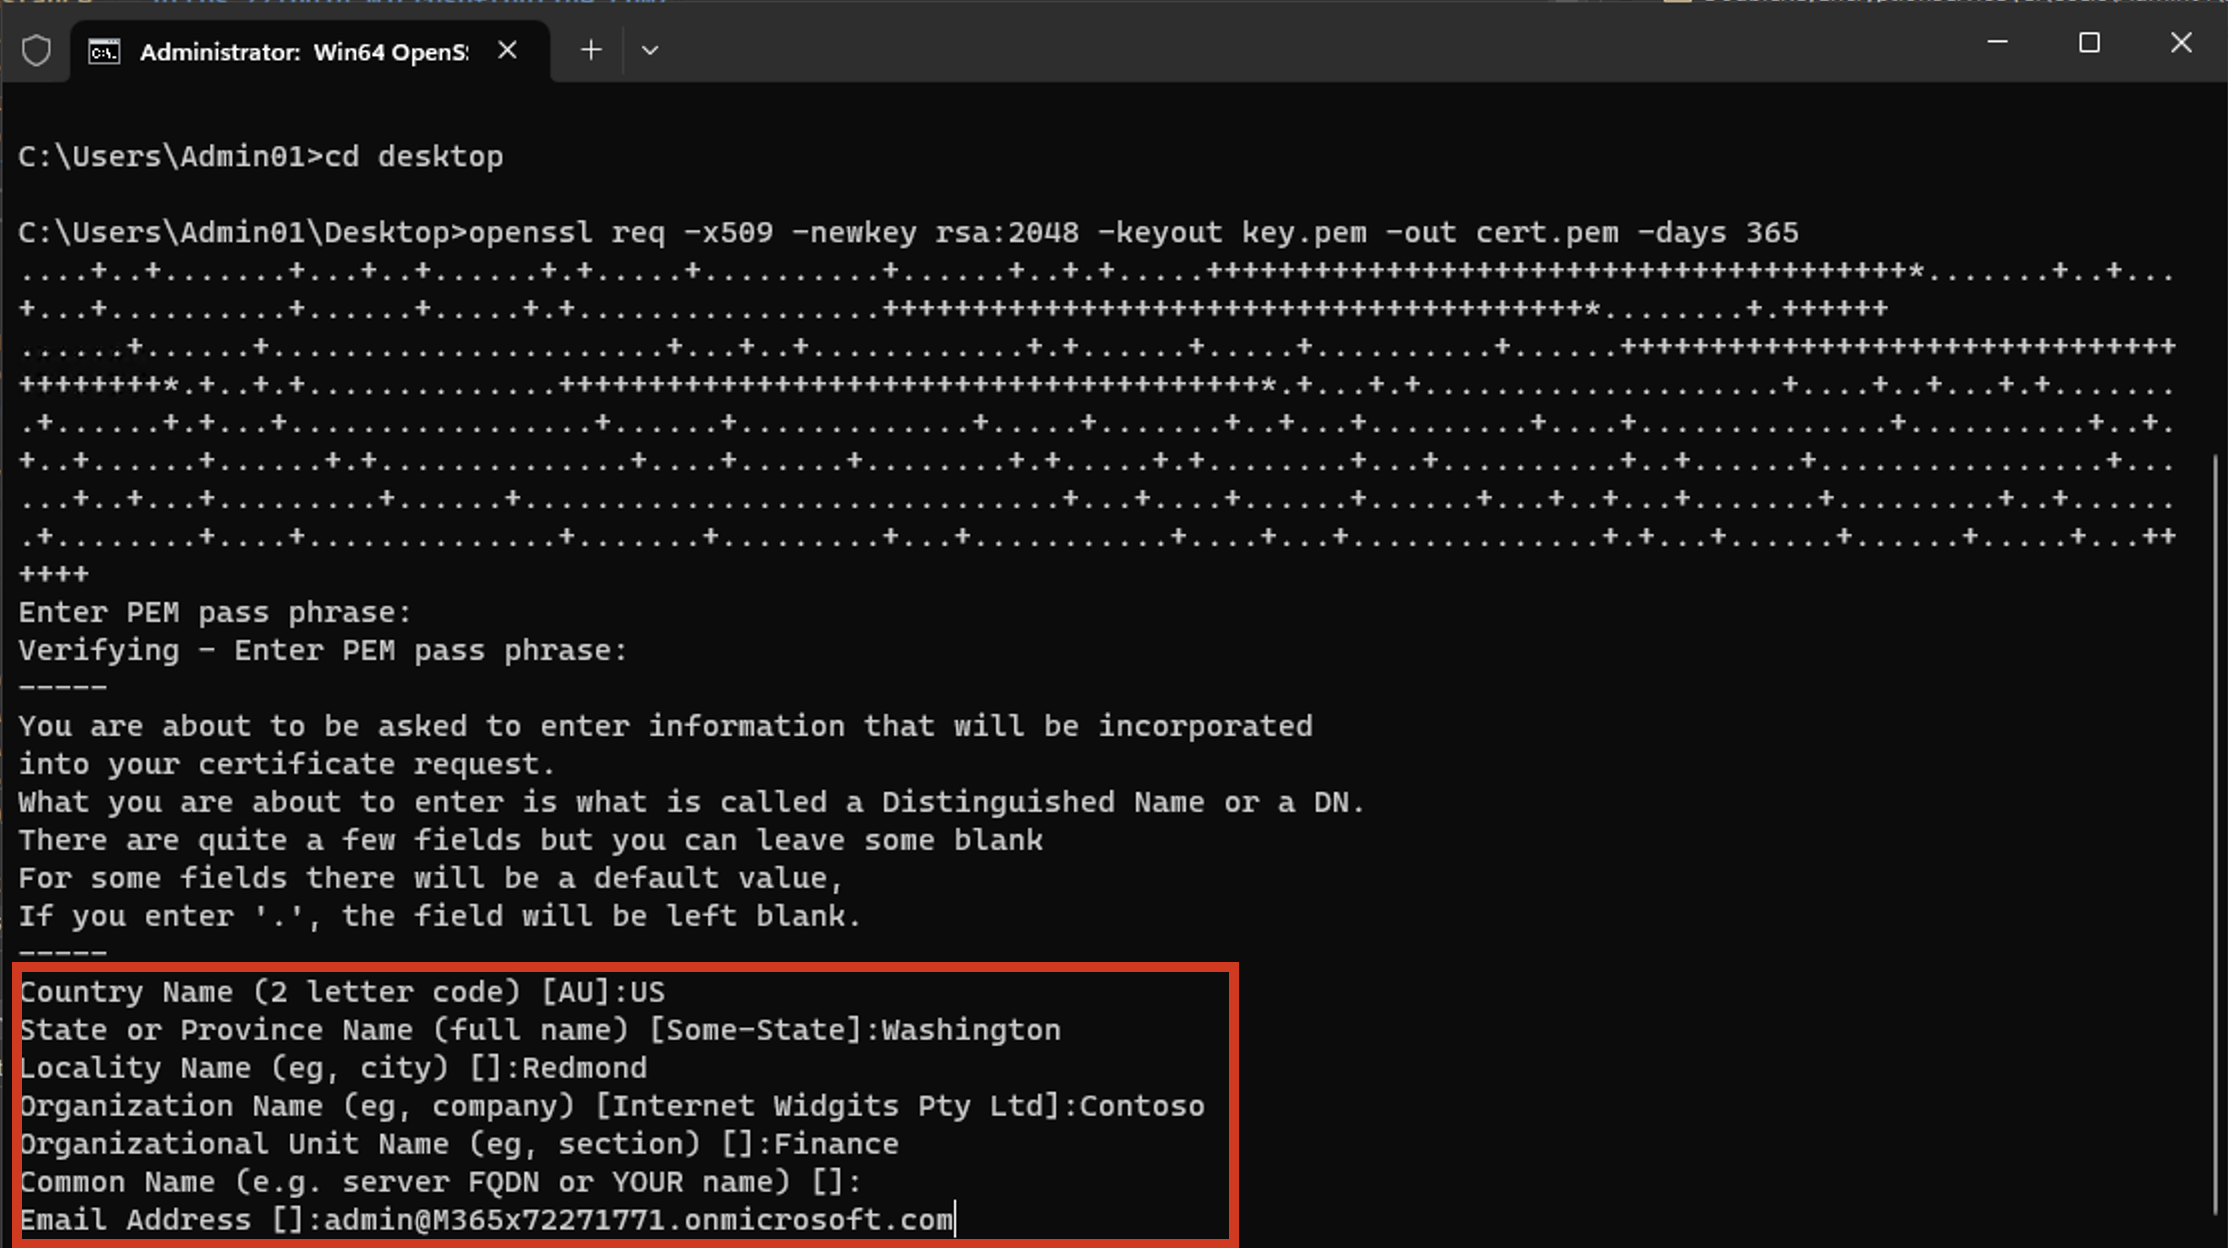 Administrator: Win64 OpenS
C:\Users\Admin01>cd desktop
C:\Users\Admin01\Desktop>openssl req -x509 -newkey rsa:2048 -keyout key.pem -out cert.pem -days 365
Enter PEM pass phrase:
Verifying - Enter PEM pass phrase:
-----
You are about to be asked to enter information that will be incorporated
into your certificate request.
What you are about to enter is what is called a Distinguished Name or a DN.
There are quite a few fields but you can leave some blank
For some fields there will be a default value,
If you enter '.', the field will be left blank.
-----
Country Name (2 letter code) [AU]:US
State or Province Name (full name) [Some-State]:Washington
Locality Name (eg, city) []:Redmond
Organization Name (eg, company) [Internet Widgits Pty Ltd]:Contoso
Organizational Unit Name (eg, section) []:Finance
Common Name (e.g. server FQDN or YOUR name) []:
Email Address []:admin@M365x72271771.onmicrosoft.com